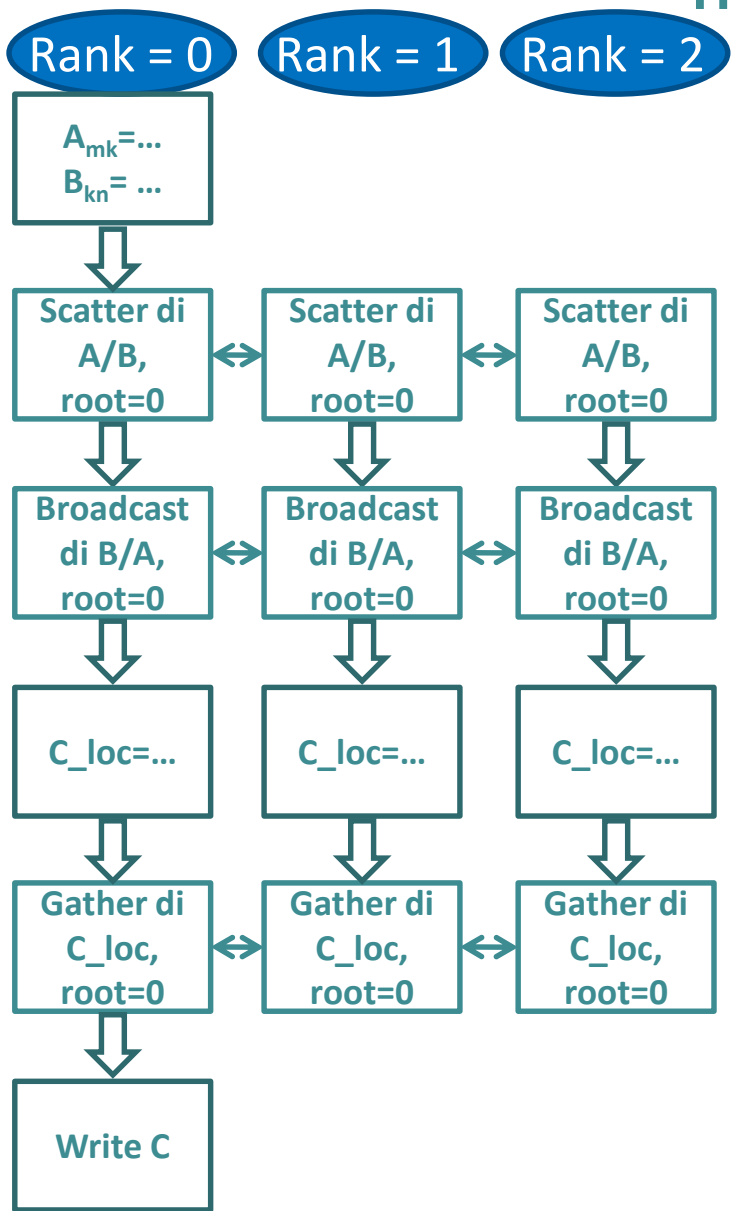 Rank = 0
Rank = 1
Rank = 2
Amk=...
Bkn= ...
Scatter di
A/B,
root=0
Scatter di
A/B,
root=0
Scatter di
A/B,
root=0
Broadcast
di B/A,
root=0
Broadcast
di B/A,
root=0
Broadcast
di B/A,
root=0
C_loc=...
C_loc=...
C_loc=...
Gather di
C_loc,
root=0
Gather di
C_loc,
root=0
Gather di
C_loc,
root=0
Write C